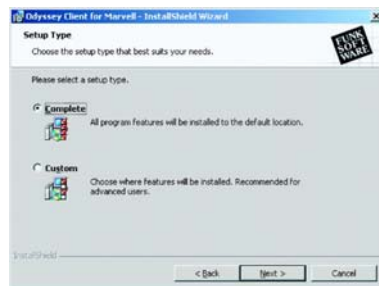 Odyssey Client for Marvell - InstallShield Wizard
Setup Type
Choose the setup type that best suits your needs.
FUNK
SOFT
WARE
Please select a setup type.
Complete
All program features will be installed to the default location.
Custom
Choose where features will be installed. Recommended for
advanced users.
InstallShield
< Back
Next >
Cancel